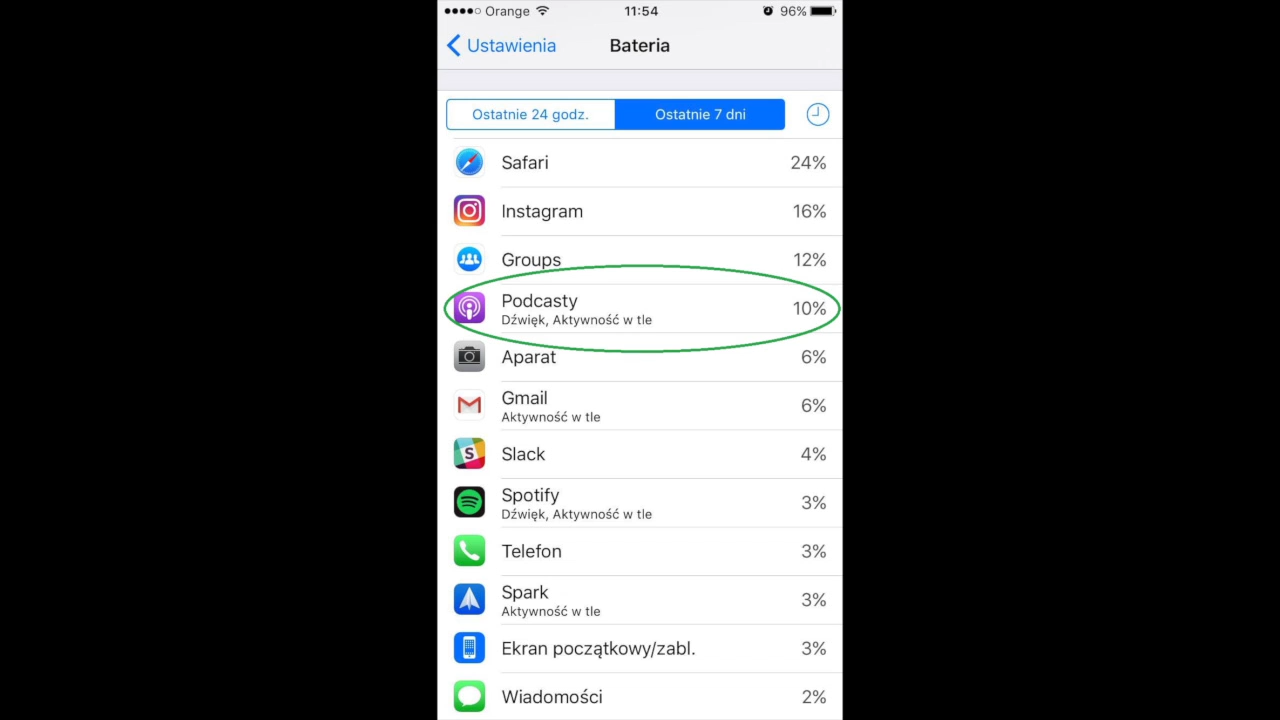 Orange 11:54 96%
Ustawienia Bateria
Ostatnie 24 godz. Ostatnie 7 dni
Safari 24%
Instagram 16%
Groups 12%
Podcasty 10%
Dźwięk, Aktywność w tle
Aparat 6%
Gmail 6%
Aktywność w tle
S Slack 4%
Spotify 3%
Dźwięk, Aktywność w tle
Telefon 3%
Spark 3%
Aktywność w tle
Ekran początkowy/zabl. 3%
Wiadomości 2%